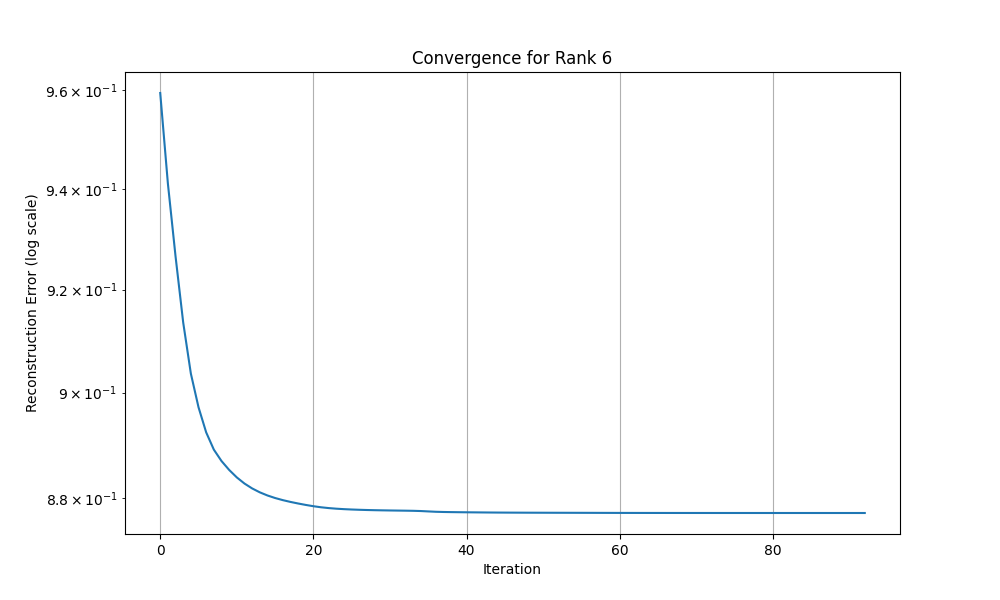 Convergence for Rank 6
Reconstruction Error (log scale)
9.6 × 10⁻¹
9.4 × 10⁻¹
9.2 × 10⁻¹
9 × 10⁻¹
8.8 × 10⁻¹
0 20 40 60 80
Iteration